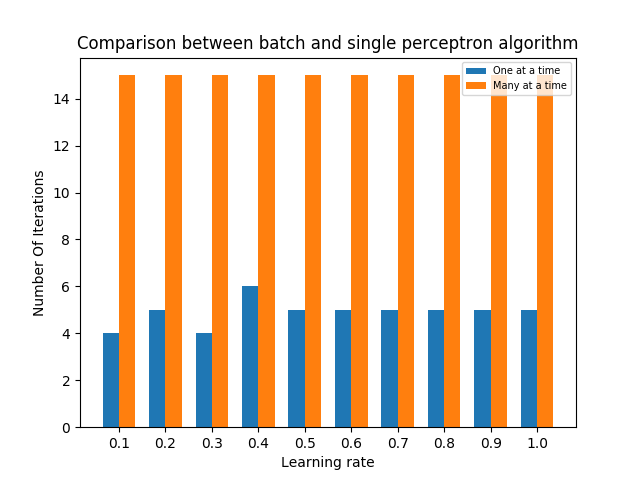 Comparison between batch and single perceptron algorithm
One at a time
Many at a time
Number Of Iterations
14
12
10
8
6
4
2
0
0.1 0.2 0.3 0.4 0.5 0.6 0.7 0.8 0.9 1.0
Learning rate